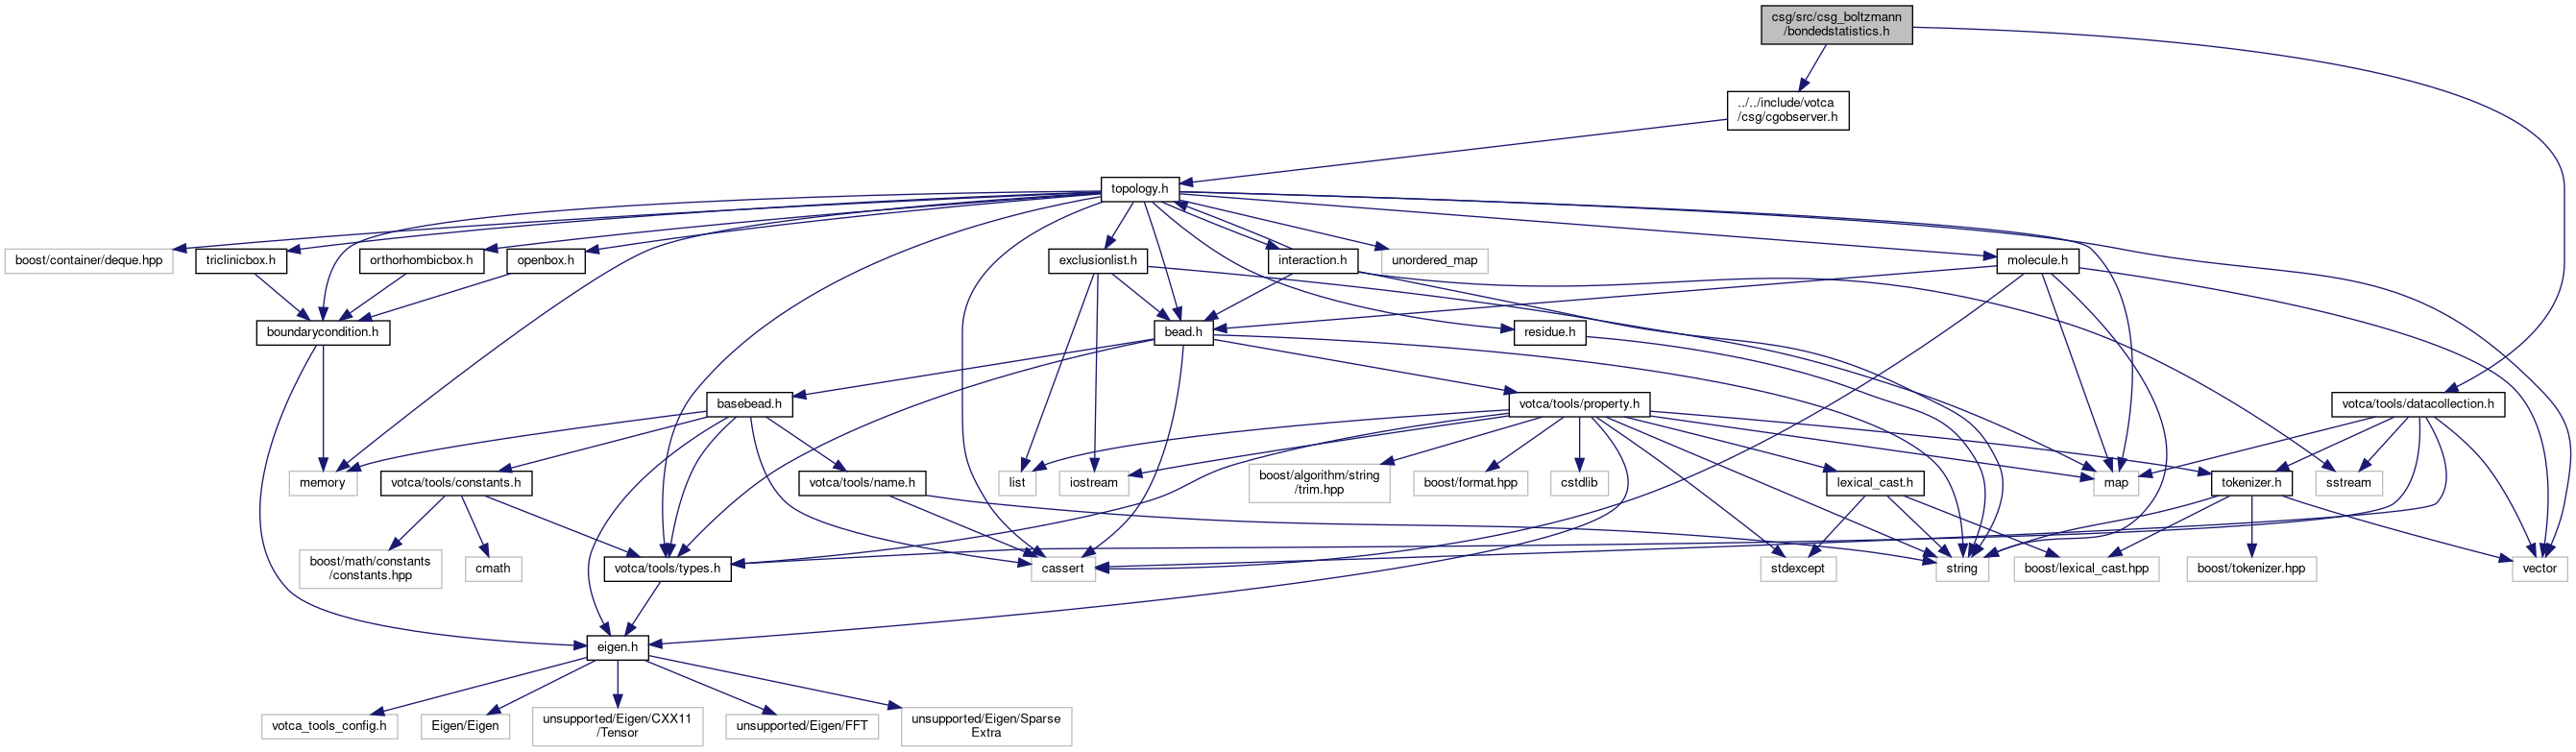 csg/src/csg_boltzmann
/bondedstatistics.h
../../include/votca
/csg/cgobserver.h
topology.h
boost/container/deque.hpp
triclinicbox.h
orthorhombicbox.h
openbox.h
exclusionlist.h
interaction.h
unordered_map
molecule.h
boundarycondition.h
bead.h
residue.h
basebead.h
votca/tools/property.h
votca/tools/datacollection.h
memory
votca/tools/constants.h
votca/tools/name.h
list
iostream
boost/algorithm/string
/trim.hpp
boost/format.hpp
cstdlib
lexical_cast.h
map
tokenizer.h
sstream
boost/math/constants
/constants.hpp
cmath
votca/tools/types.h
cassert
stdexcept
string
boost/lexical_cast.hpp
boost/tokenizer.hpp
vector
eigen.h
votca_tools_config.h
Eigen/Eigen
unsupported/Eigen/CXX11
/Tensor
unsupported/Eigen/FFT
unsupported/Eigen/Sparse
Extra